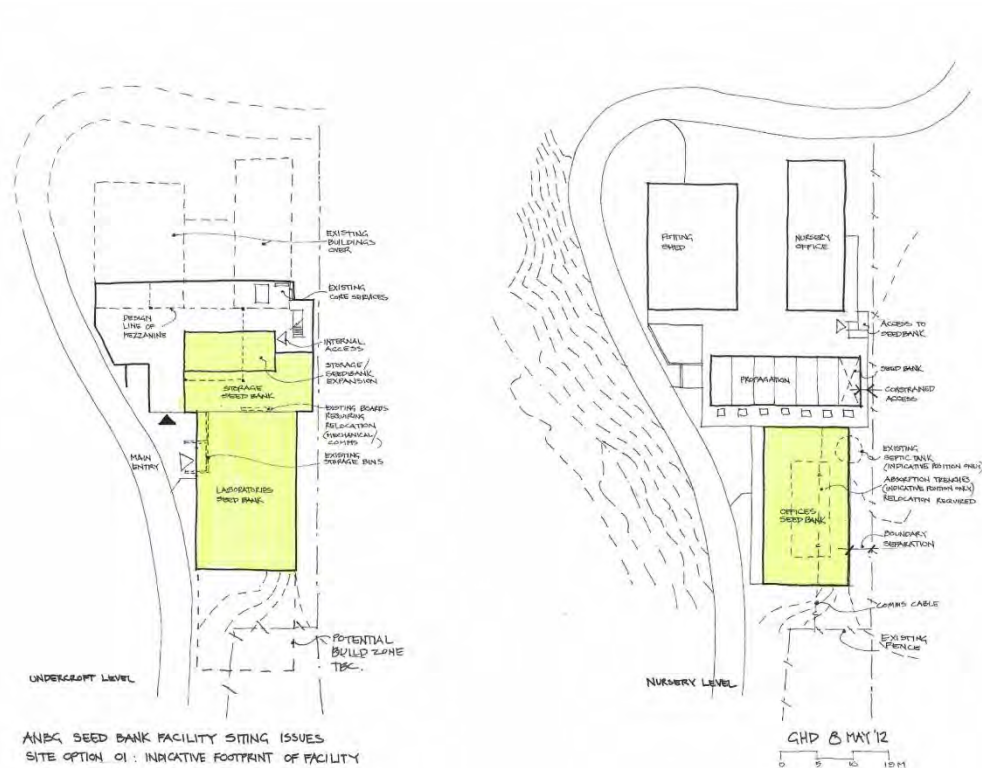 EXISTING
BUILDINGS
OVER
EXISTING
CORE SERVICES
DESIGN
LINE OF
MEZZANINE
INTERNAL
ACCESS
STORAGE/
SEEDBANK
EXPANSION
STORAGE
SEED BANK
EXISTING BOARDS
REQUIRING
RELOCATION
(MECHANICAL/
COMMS)
EXISTING
STORAGE BINS
MAIN
ENTRY
LABORATORIES
SEED BANK
POTENTIAL
BUILD ZONE
TBC.
UNDERCROFT LEVEL
POTTING
SHED
NURSERY
OFFICE
ACCESS TO
SEEDBANK
SEED BANK
CONSTRAINED
ACCESS
PROPAGATION
EXISTING
SEPTIC TANK
(INDICATIVE POSITION ONLY)
ABSORPTION TRENCHES
(INDICATIVE POSITION ONLY)
RELOCATION REQUIRED
OFFICES
SEED BANK
BOUNDARY
SEPARATION
COMMS CABLE
EXISTING
FENCE
NURSERY LEVEL
ANBG SEED BANK FACILITY SITING ISSUES
SITE OPTION 01 : INDICATIVE FOOTPRINT OF FACILITY
GHD 8 MAY '12
0 5 10 15M